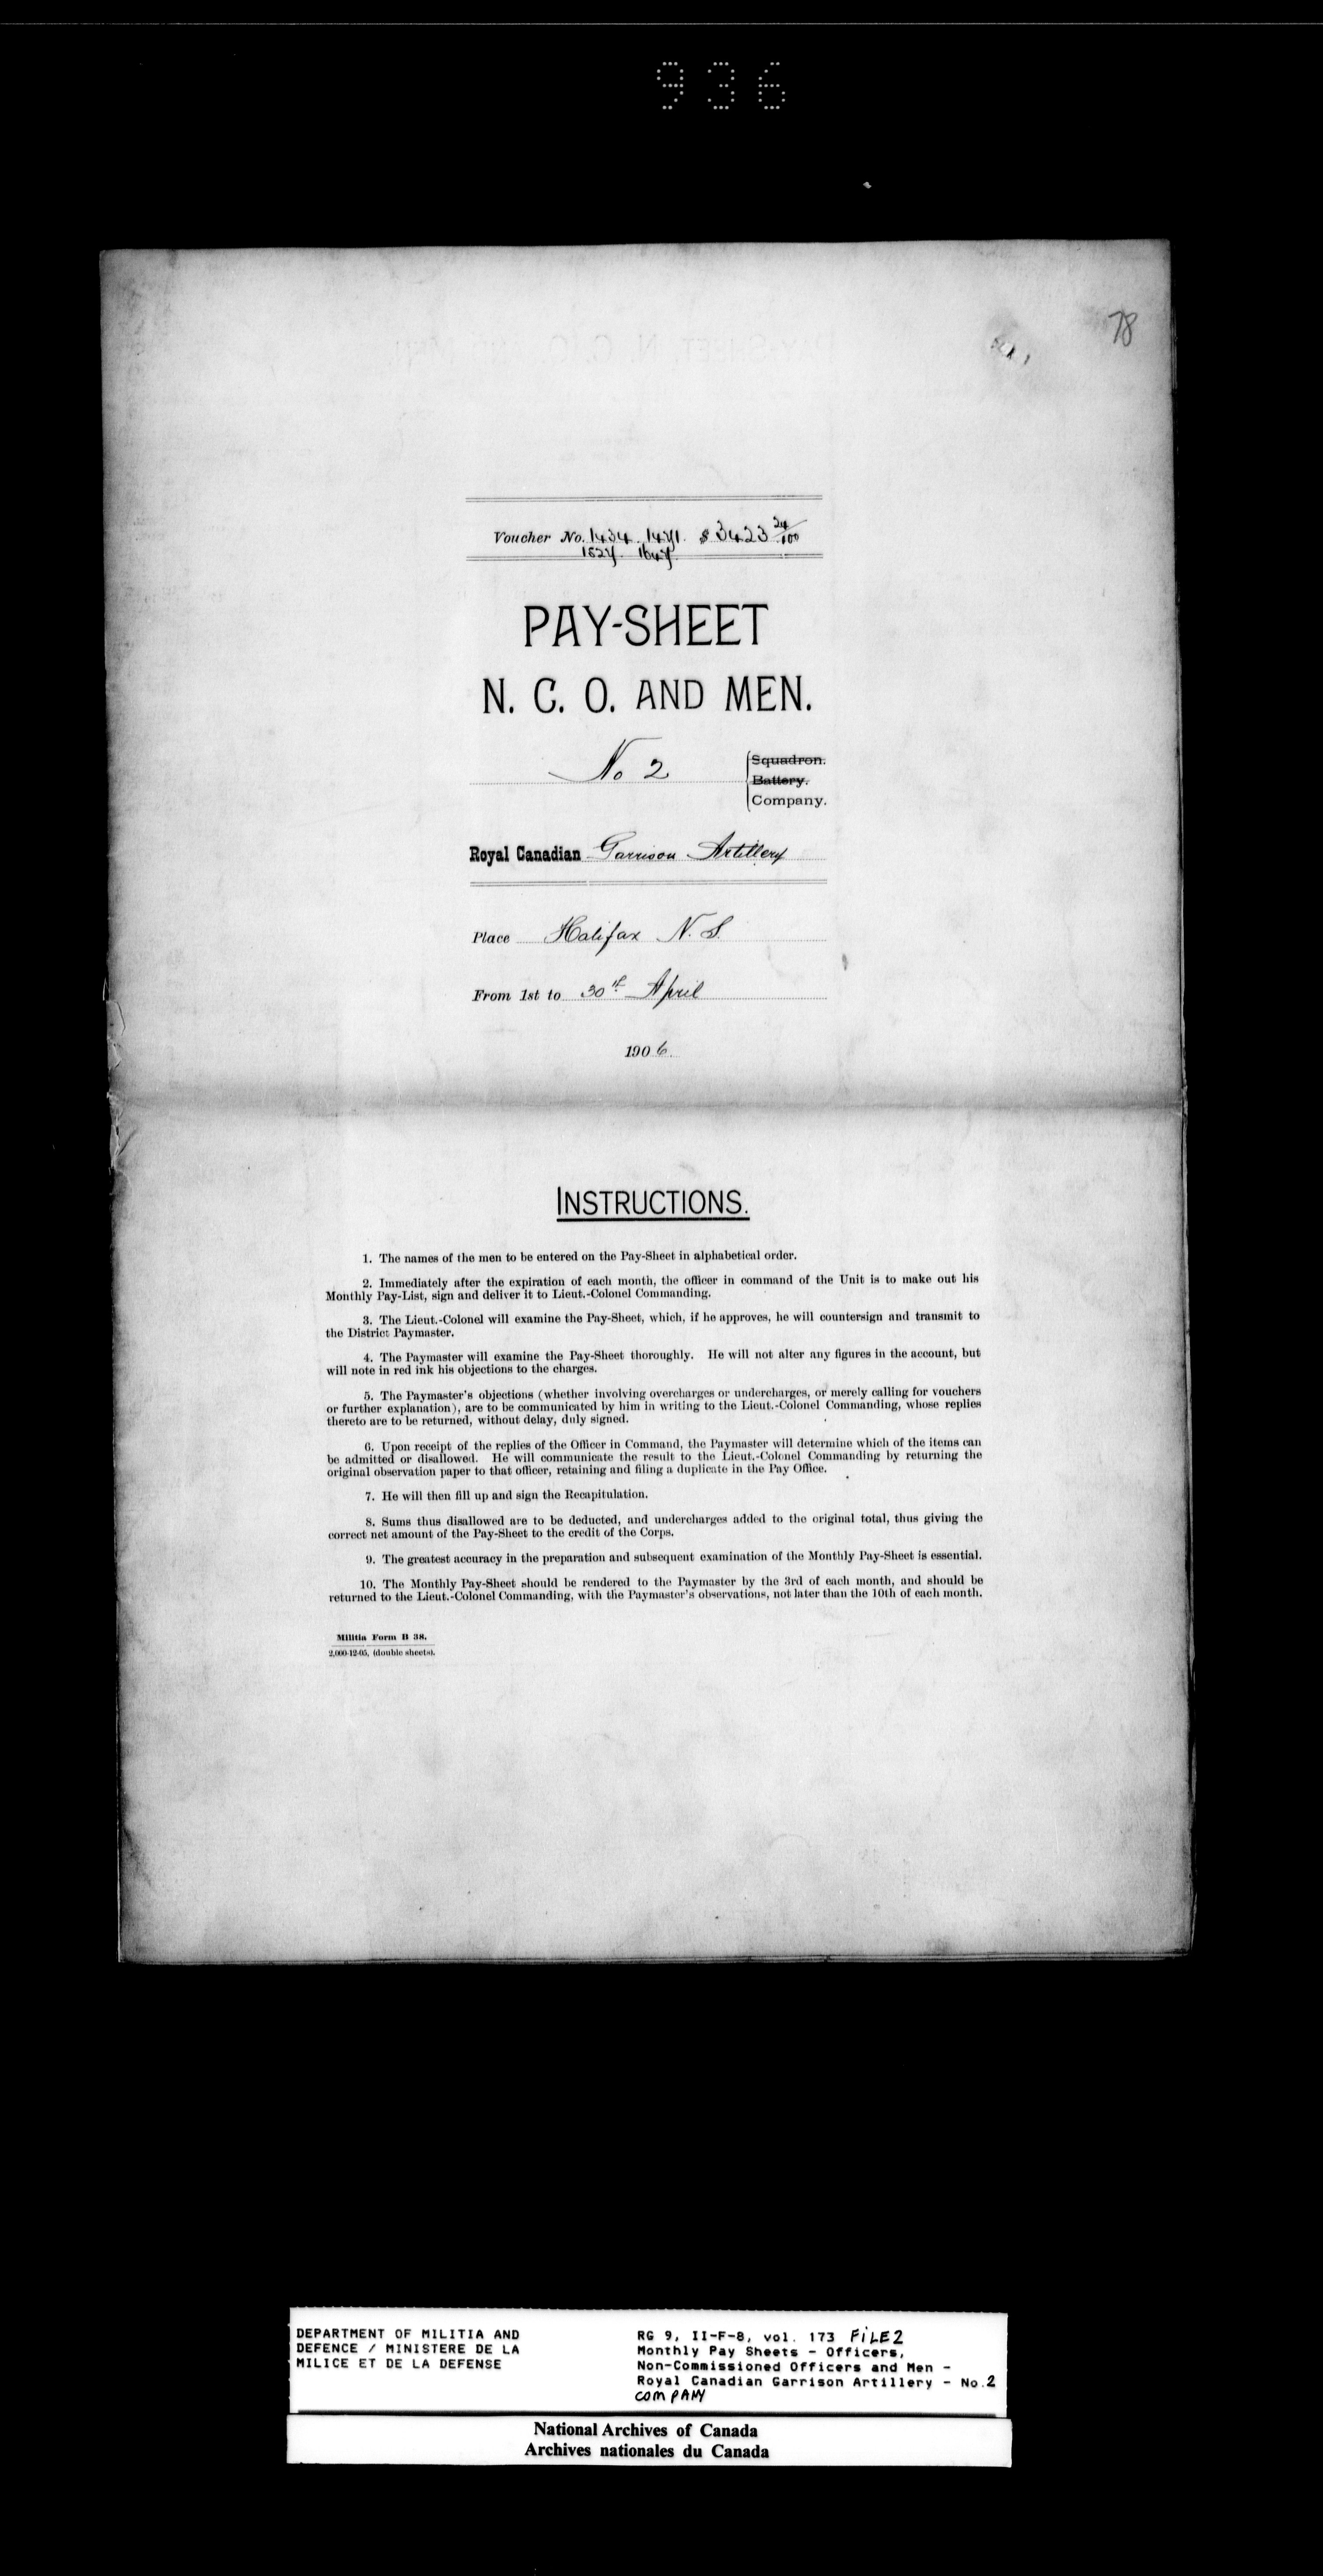 936
78
Voucher No. 1434. 1471. $3423 24/100
1527. 1647.
PAY-SHEET
N. C. O. AND MEN.
No 2
Squadron.
Battery.
Company.
Royal Canadian Garrison Artillery
Place Halifax N. S.
From 1st to 30th April
1906.
INSTRUCTIONS.
1. The names of the men to be entered on the Pay-Sheet in alphabetical order.
2. Immediately after the expiration of each month, the officer in command of the Unit is to make out his
Monthly Pay-List, sign and deliver it to Lieut.-Colonel Commanding.
3. The Lieut.-Colonel will examine the Pay-Sheet, which, if he approves, he will countersign and transmit to
the District Paymaster.
4. The Paymaster will examine the Pay-Sheet thoroughly. He will not alter any figures in the account, but
will note in red ink his objections to the charges.
5. The Paymaster's objections (whether involving overcharges or undercharges, or merely calling for vouchers
or further explanation), are to be communicated by him in writing to the Lieut.-Colonel Commanding, whose replies
thereto are to be returned, without delay, duly signed.
6. Upon receipt of the replies of the Officer in Command, the Paymaster will determine which of the items can
be admitted or disallowed. He will communicate the result to the Lieut.-Colonel Commanding by returning the
original observation paper to that officer, retaining and filing a duplicate in the Pay Office.
7. He will then fill up and sign the Recapitulation.
8. Sums thus disallowed are to be deducted, and undercharges added to the original total, thus giving the
correct net amount of the Pay-Sheet to the credit of the Corps.
9. The greatest accuracy in the preparation and subsequent examination of the Monthly Pay-Sheet is essential.
10. The Monthly Pay-Sheet should be rendered to the Paymaster by the 3rd of each month, and should be
returned to the Lieut.-Colonel Commanding, with the Paymaster's observations, not later than the 10th of each month.
Militia Form B 38.
2,000-12-05, (double sheets).
DEPARTMENT OF MILITIA AND
DEFENCE / MINISTERE DE LA
MILICE ET DE LA DEFENSE
RG 9, II-F-8, vol. 173 FILE 2
Monthly Pay Sheets - Officers,
Non-Commissioned Officers and Men -
Royal Canadian Garrison Artillery - No.2
COMPANY
National Archives of Canada
Archives nationales du Canada